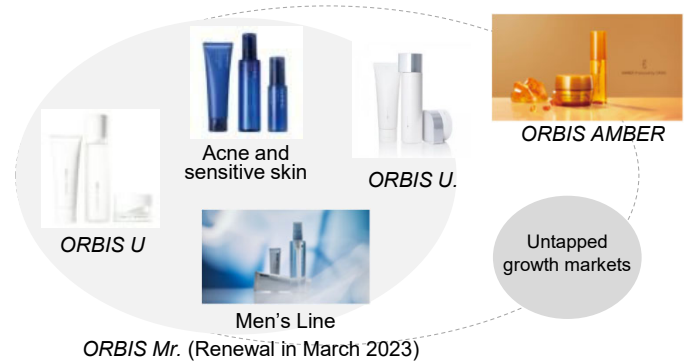 Acne and
sensitive skin
ORBIS U
ORBIS U.
ORBIS AMBER
Untapped
growth markets
Men’s Line
ORBIS Mr. (Renewal in March 2023)